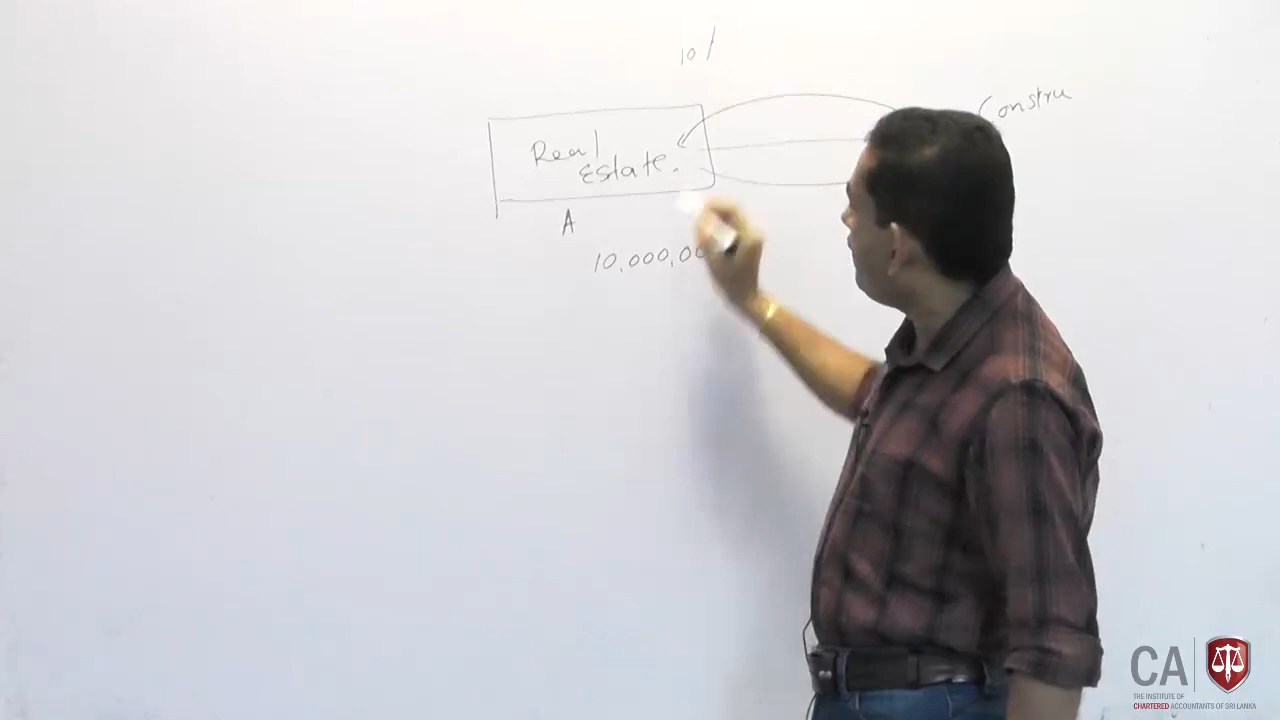 10 /
Constru
Real
Estate.
A
10,000,00
CA
THE INSTITUTE OF
CHARTERED ACCOUNTANTS OF SRI LANKA